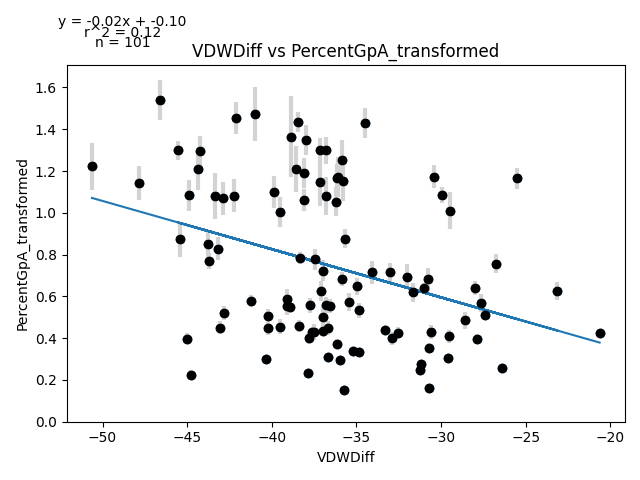 y = -0.02x + -0.10
r^2 = 0.12
n = 101
VDWDiff vs PercentGpA_transformed
PercentGpA_transformed
1.6
1.4
1.2
1.0
0.8
0.6
0.4
0.2
0.0
−50 −45 −40 −35 −30 −25 −20
VDWDiff